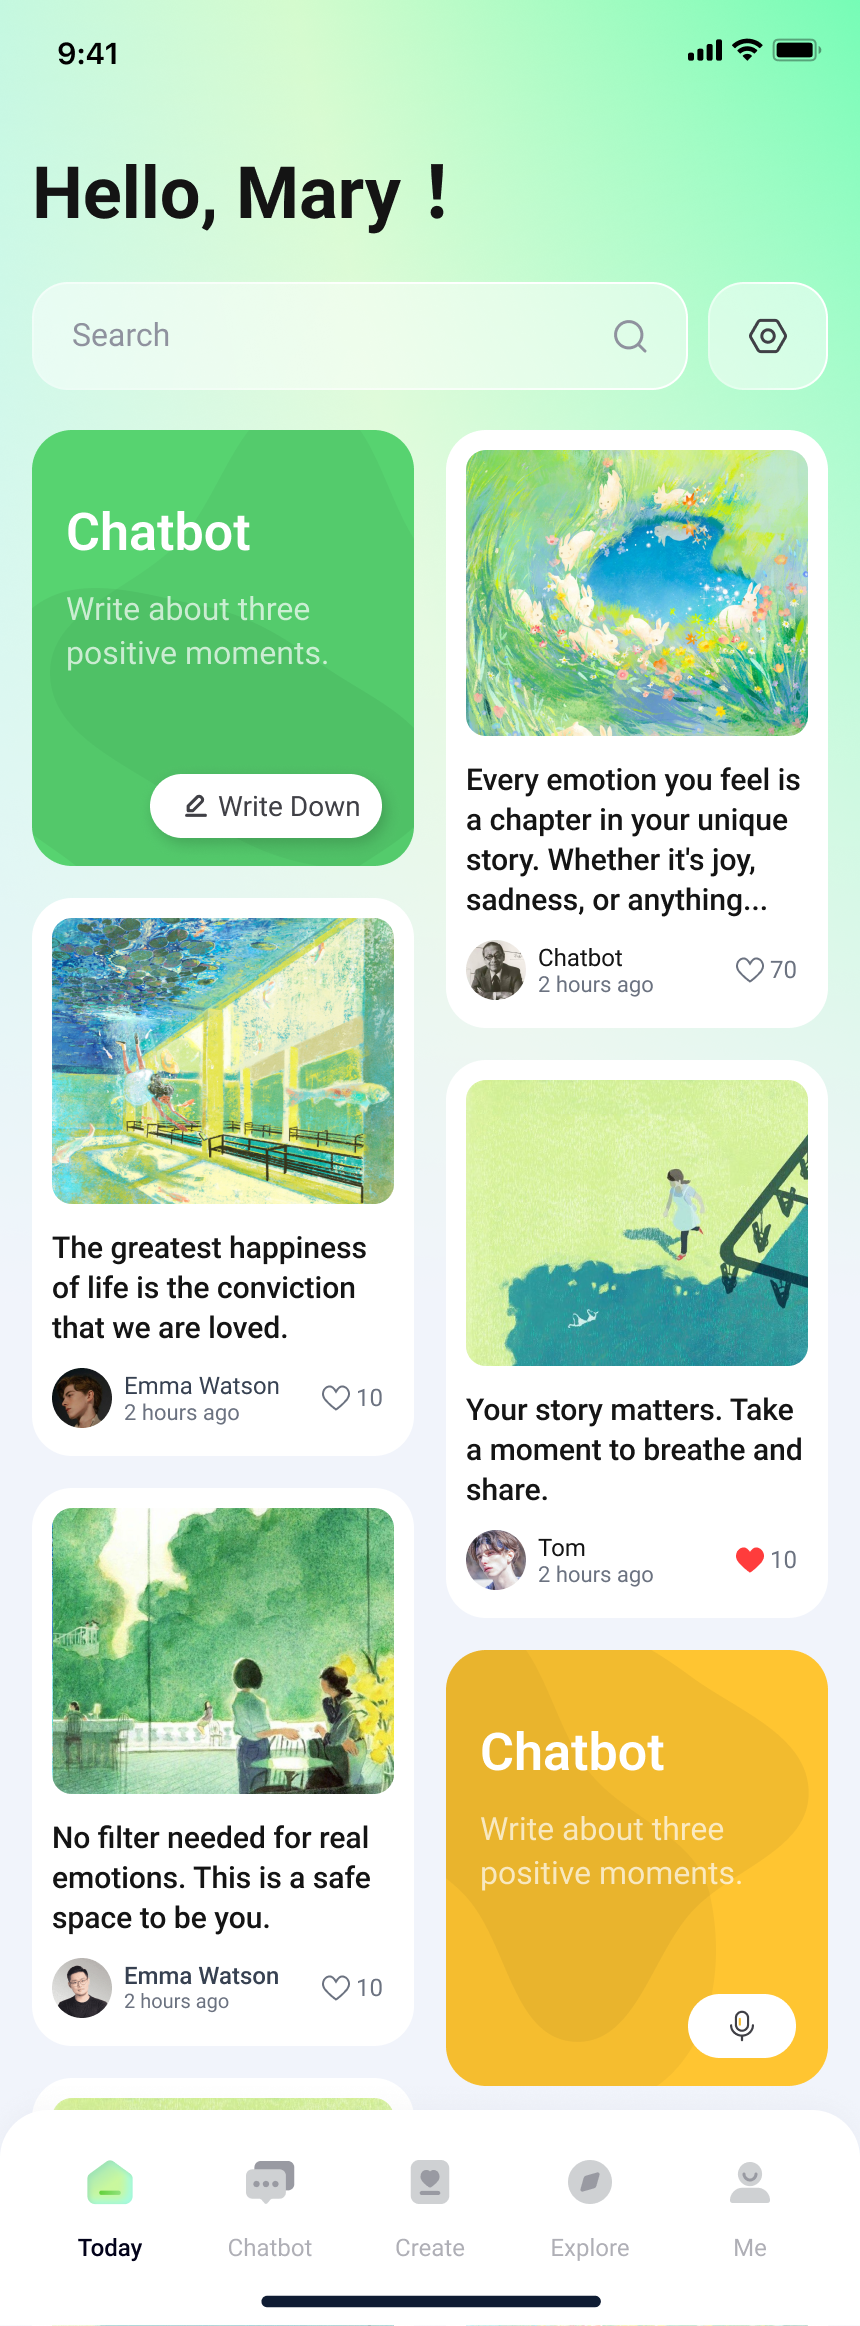 9:41
Hello, Mary！
Search
Chatbot
Write about three
positive moments.
Write Down
Every emotion you feel is
a chapter in your unique
story. Whether it's joy,
sadness, or anything...
Chatbot
2 hours ago
70
The greatest happiness
of life is the conviction
that we are loved.
Emma Watson
2 hours ago
10
Your story matters. Take
a moment to breathe and
share.
Tom
2 hours ago
10
No filter needed for real
emotions. This is a safe
space to be you.
Emma Watson
2 hours ago
10
Chatbot
Write about three
positive moments.
Today
Chatbot
Create
Explore
Me